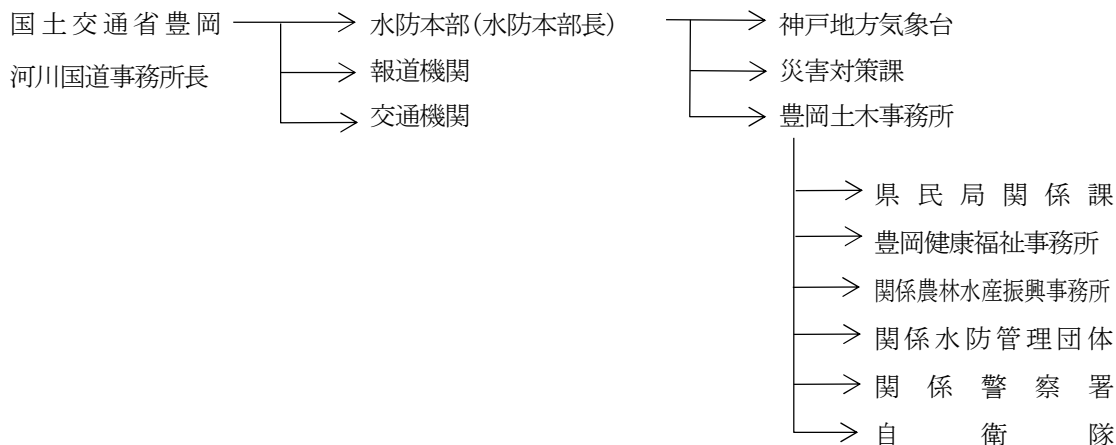 国土交通省豊岡
河川国道事務所長
水防本部(水防本部長)
報道機関
交通機関
神戸地方気象台
災害対策課
豊岡土木事務所
県民局関係課
豊岡健康福祉事務所
関係農林水産振興事務所
関係水防管理団体
関係警察署
自衛隊